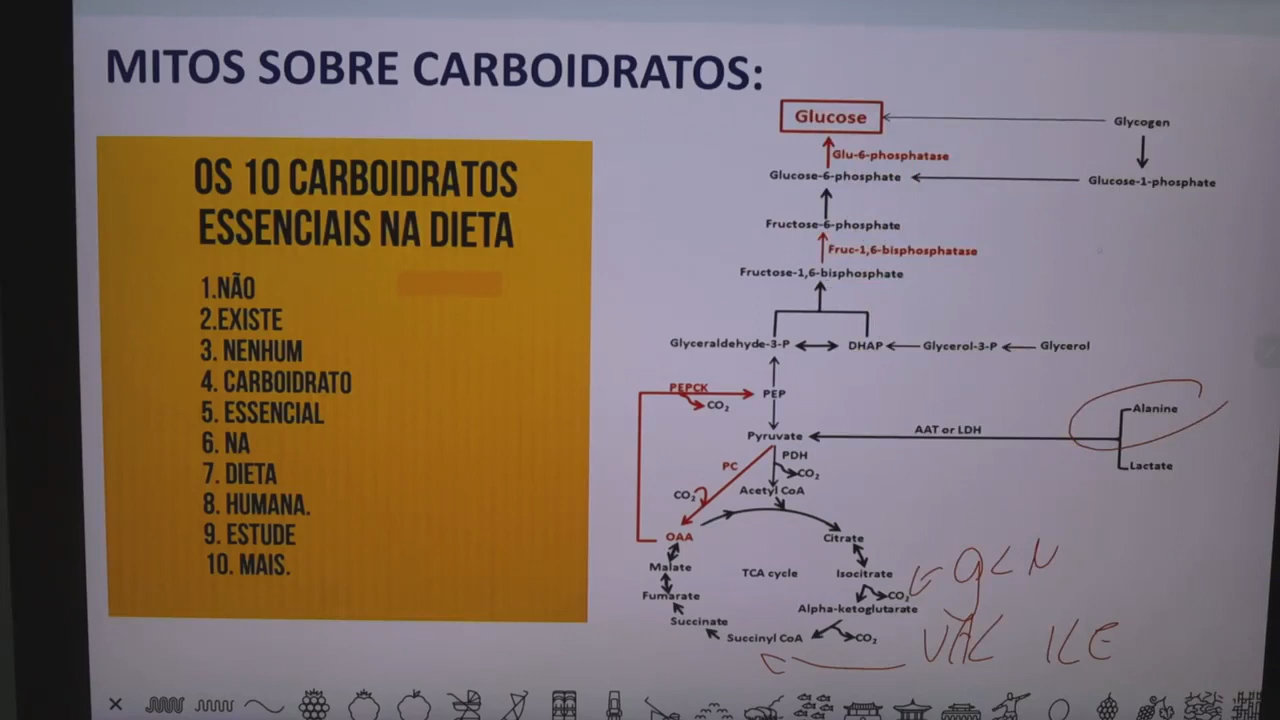 MITOS SOBRE CARBOIDRATOS:
OS 10 CARBOIDRATOS
ESSENCIAIS NA DIETA
1.NÃO
2.EXISTE
3. NENHUM
4. CARBOIDRATO
5. ESSENCIAL
6. NA
7. DIETA
8. HUMANA.
9. ESTUDE
10. MAIS.
Glucose
Glycogen
Glu-6-phosphatase
Glucose-6-phosphate
Glucose-1-phosphate
Fructose-6-phosphate
Fruc-1,6-bisphosphatase
Fructose-1,6-bisphosphate
Glyceraldehyde-3-P
DHAP
Glycerol-3-P
Glycerol
PEPCK
PEP
CO₂
Alanine
Pyruvate
AAT or LDH
PDH
PC
CO₂
Lactate
CO₂
Acetyl CoA
OAA
Citrate
Malate
TCA cycle
Isocitrate
GLN
Fumarate
CO₂
Alpha-ketoglutarate
Succinate
Succinyl CoA
CO₂
VAL ILE